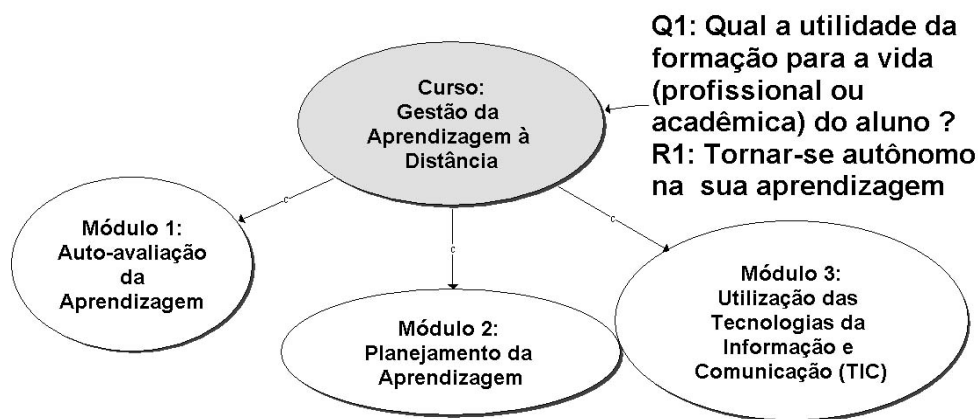 Q1: Qual a utilidade da
formação para a vida
(profissional ou
acadêmica) do aluno ?
R1: Tornar-se autônomo
na sua aprendizagem
Curso:
Gestão da
Aprendizagem à
Distância
c
c
c
Módulo 1:
Auto-avaliação
da
Aprendizagem
Módulo 2:
Planejamento da
Aprendizagem
Módulo 3:
Utilização das
Tecnologias da
Informação e
Comunicação (TIC)